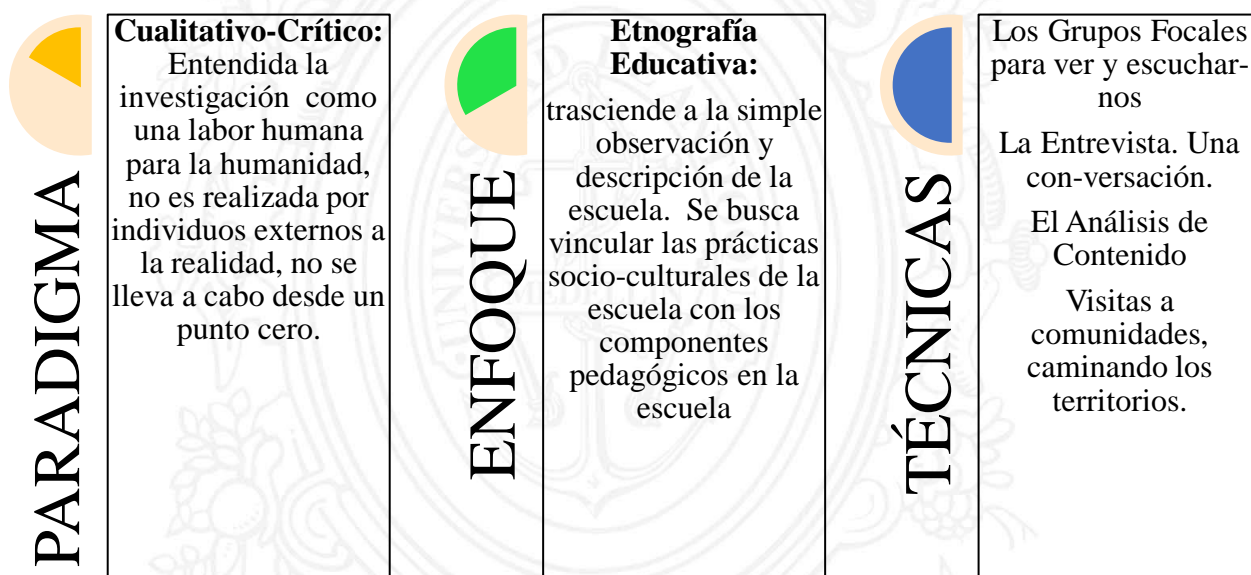 PARADIGMA
Cualitativo-Crítico:
Entendida la
investigación como
una labor humana
para la humanidad,
no es realizada por
individuos externos a
la realidad, no se
lleva a cabo desde un
punto cero.
ENFOQUE
Etnografía
Educativa:
trasciende a la simple
observación y
descripción de la
escuela. Se busca
vincular las prácticas
socio-culturales de la
escuela con los
componentes
pedagógicos en la
escuela
TÉCNICAS
Los Grupos Focales
para ver y escuchar-
nos
La Entrevista. Una
con-versación.
El Análisis de
Contenido
Visitas a
comunidades,
caminando los
territorios.